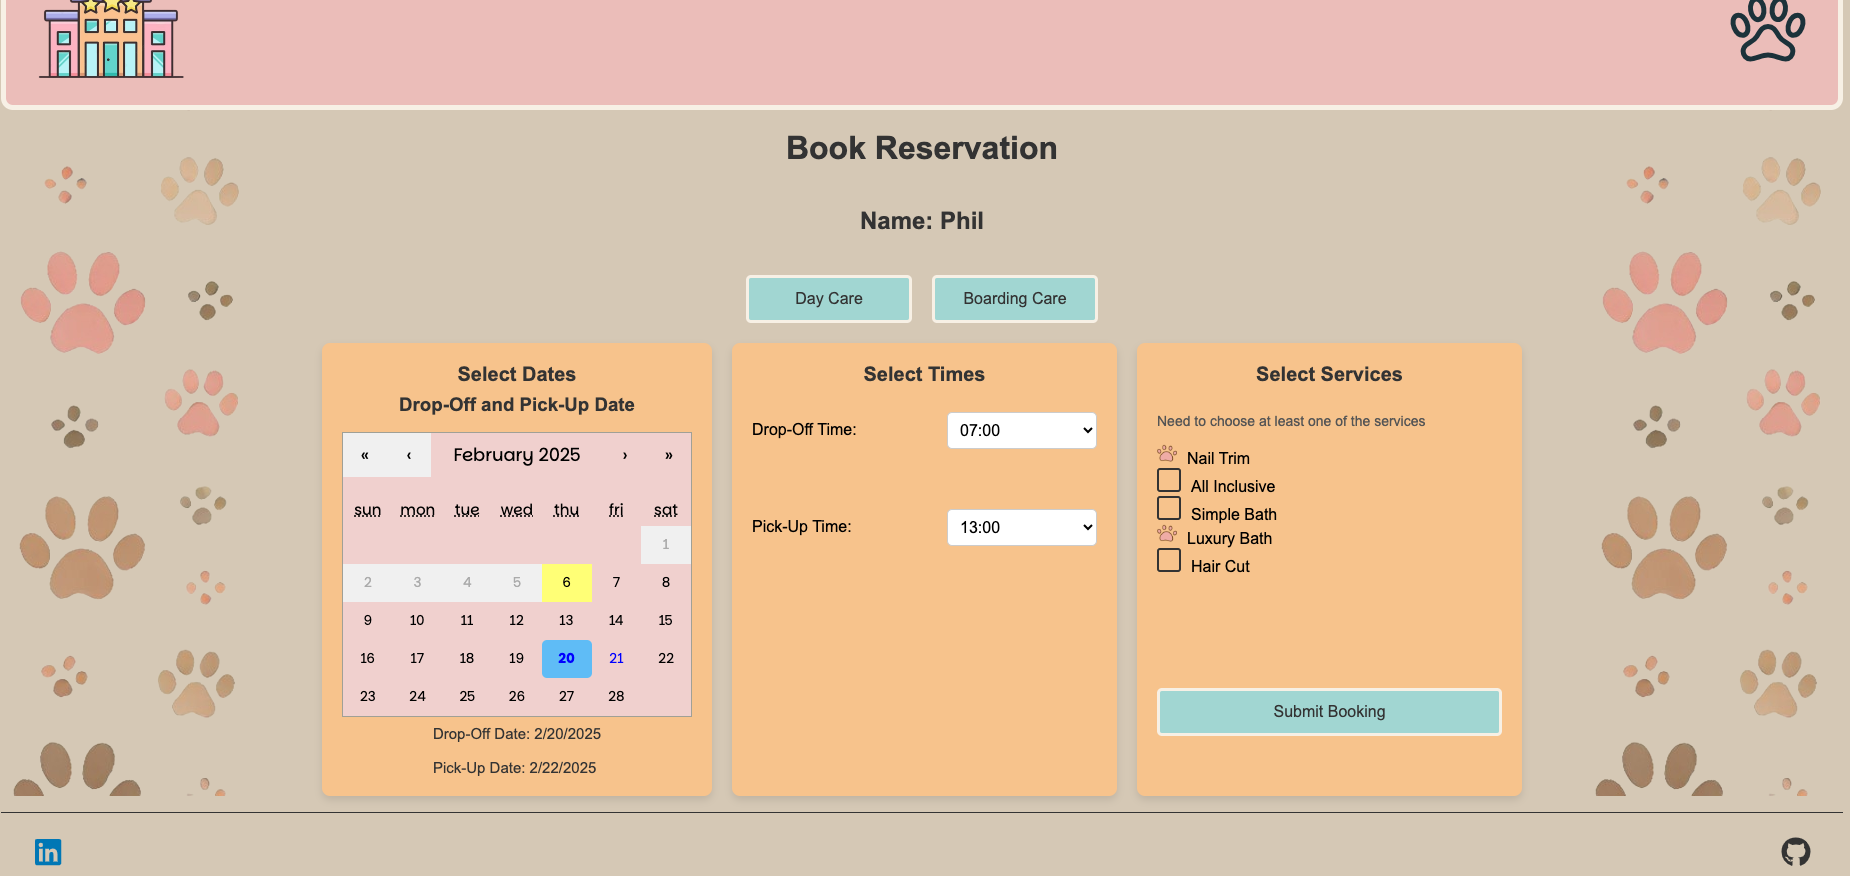 Book Reservation
Name: Phil
Day Care Boarding Care
Select Dates
Drop-Off and Pick-Up Date
« ‹ February 2025 › »
sun mon tue wed thu fri sat
1
2 3 4 5 6 7 8
9 10 11 12 13 14 15
16 17 18 19 20 21 22
23 24 25 26 27 28
Drop-Off Date: 2/20/2025
Pick-Up Date: 2/22/2025
Select Times
Drop-Off Time: 07:00
Pick-Up Time: 13:00
Select Services
Need to choose at least one of the services
Nail Trim
All Inclusive
Simple Bath
Luxury Bath
Hair Cut
Submit Booking
in